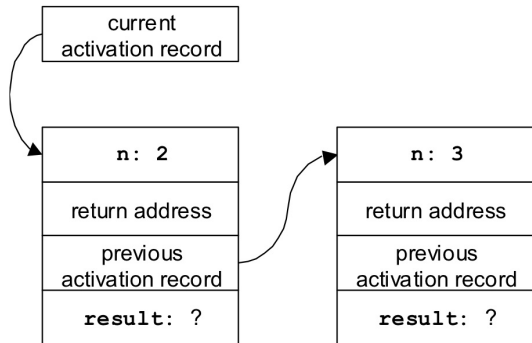 current
activation record
n: 2
return address
previous
activation record
result: ?
n: 3
return address
previous
activation record
result: ?